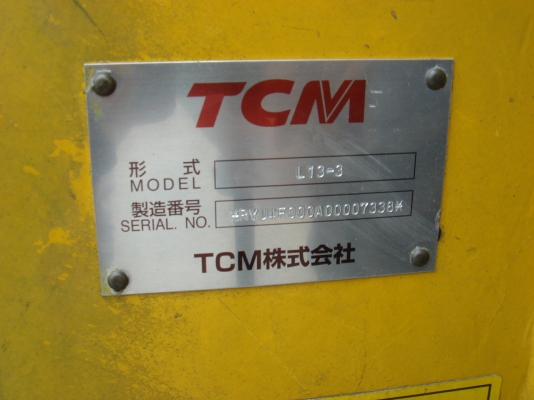 TCM
形 式
MODEL
L13-3
製造番号
SERIAL. NO.
TCM株式会社